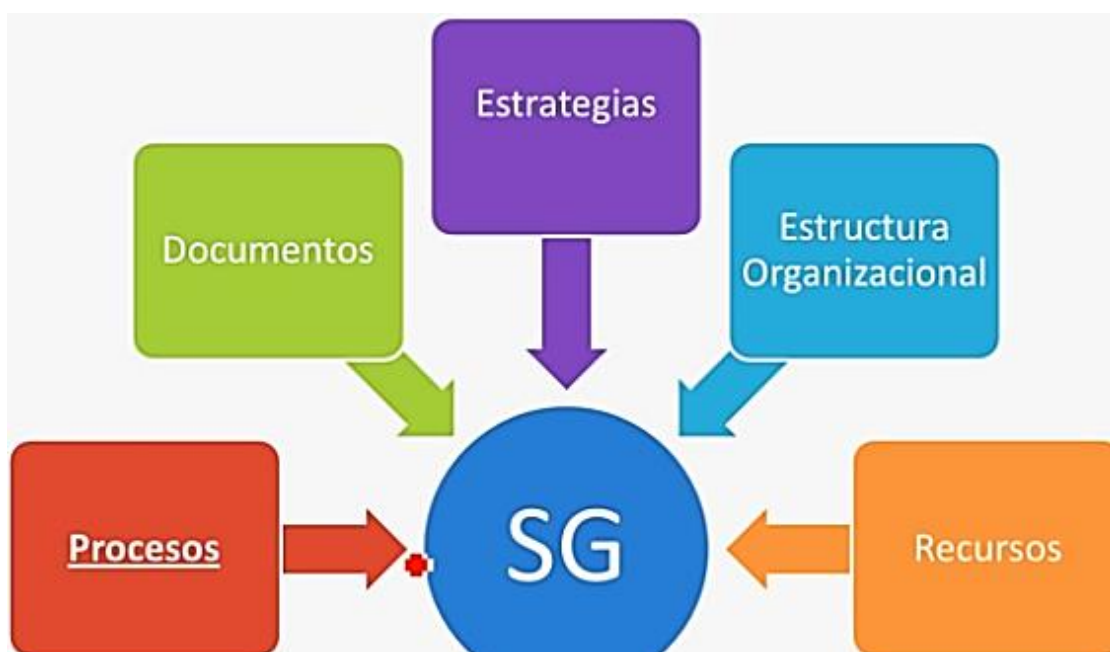 Estrategias
Documentos
Estructura
Organizacional
Procesos
SG
Recursos